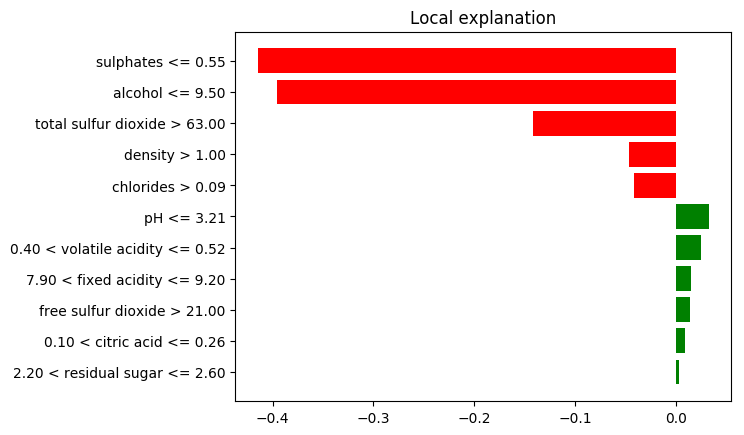 Local explanation
sulphates <= 0.55
alcohol <= 9.50
total sulfur dioxide > 63.00
density > 1.00
chlorides > 0.09
pH <= 3.21
0.40 < volatile acidity <= 0.52
7.90 < fixed acidity <= 9.20
free sulfur dioxide > 21.00
0.10 < citric acid <= 0.26
2.20 < residual sugar <= 2.60
−0.4 −0.3 −0.2 −0.1 0.0